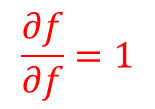 ∂f/∂f = 1